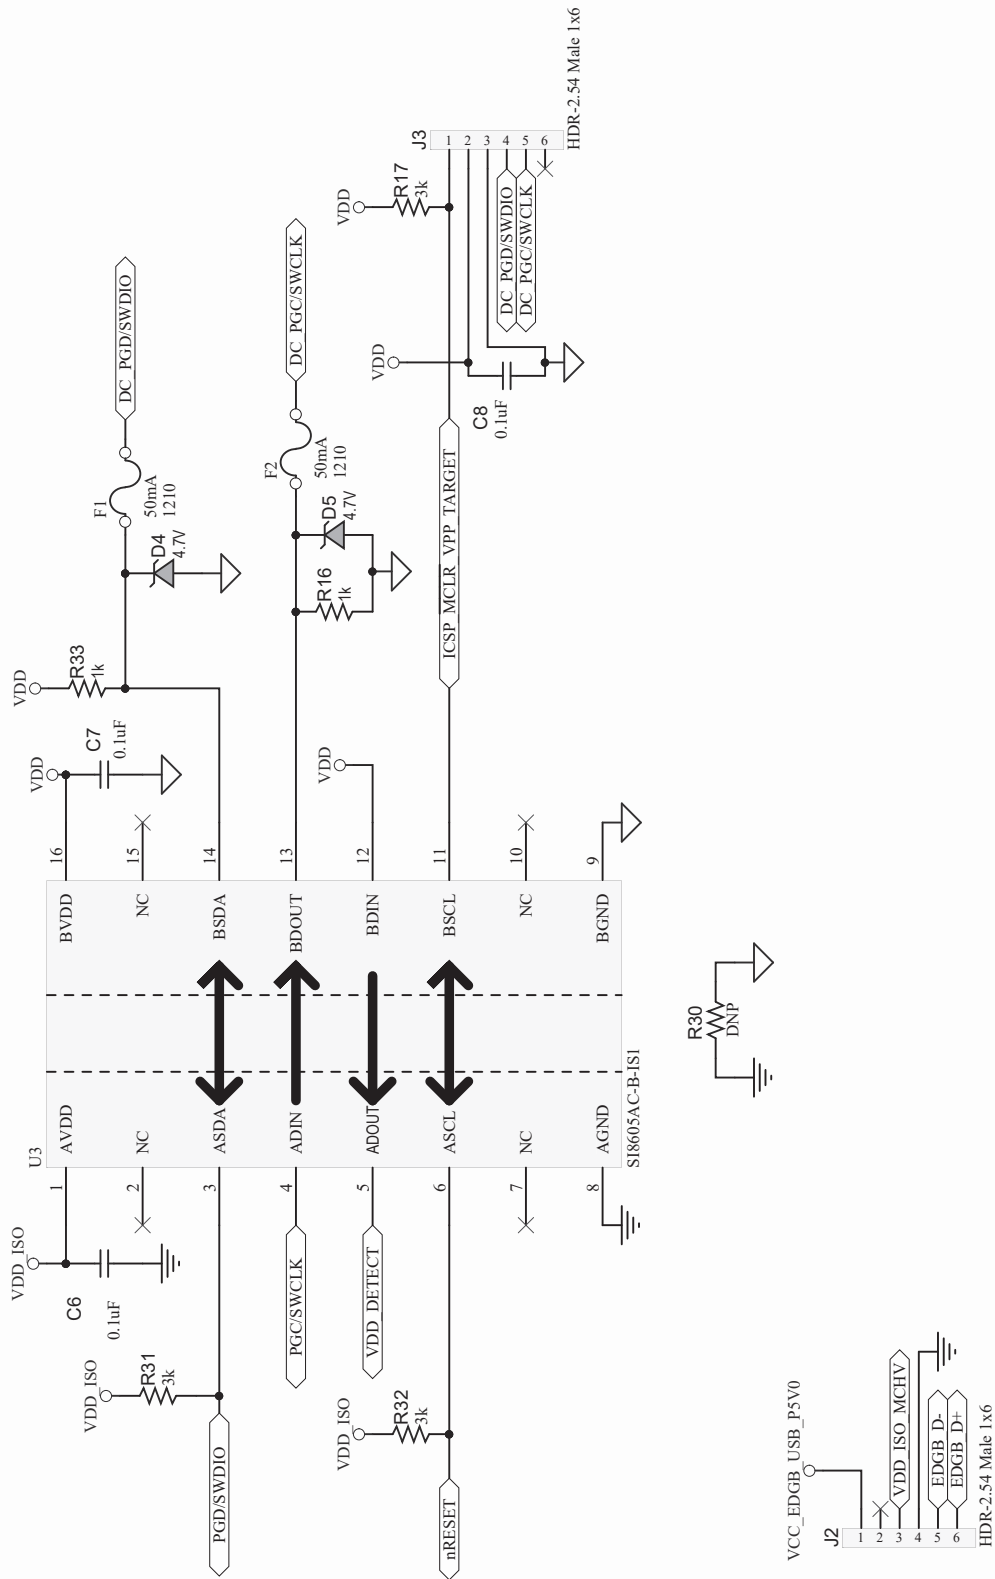 PGD/SWDIO
VDD_ISO
R31
3k
VDD_ISO
C6
0.1uF
PGC/SWCLK
VDD_DETECT
VDD_ISO
R32
3k
nRESET
U3
1
AVDD
2
NC
3
ASDA
4
ADIN
5
ADOUT
6
ASCL
7
NC
8
AGND
BVDD
16
NC
15
BSDA
14
BDOUT
13
BDIN
12
BSCL
11
NC
10
BGND
9
SI8605AC-B-IS1
VDD
C7
0.1uF
VDD
R33
1k
D4
4.7V
F1
50mA
1210
DC_PGD/SWDIO
R16
1k
D5
4.7V
F2
50mA
1210
DC_PGC/SWCLK
VDD
ICSP_MCLR_VPP_TARGET
VDD
C8
0.1uF
VDD
R17
3k
DC_PGD/SWDIO
DC_PGC/SWCLK
J3
1
2
3
4
5
6
HDR-2.54 Male 1x6
R30
DNP
VCC_EDGB_USB_P5V0
J2
1
2
3
4
5
6
VDD_ISO_MCHV
EDGB_D-
EDGB_D+
HDR-2.54 Male 1x6